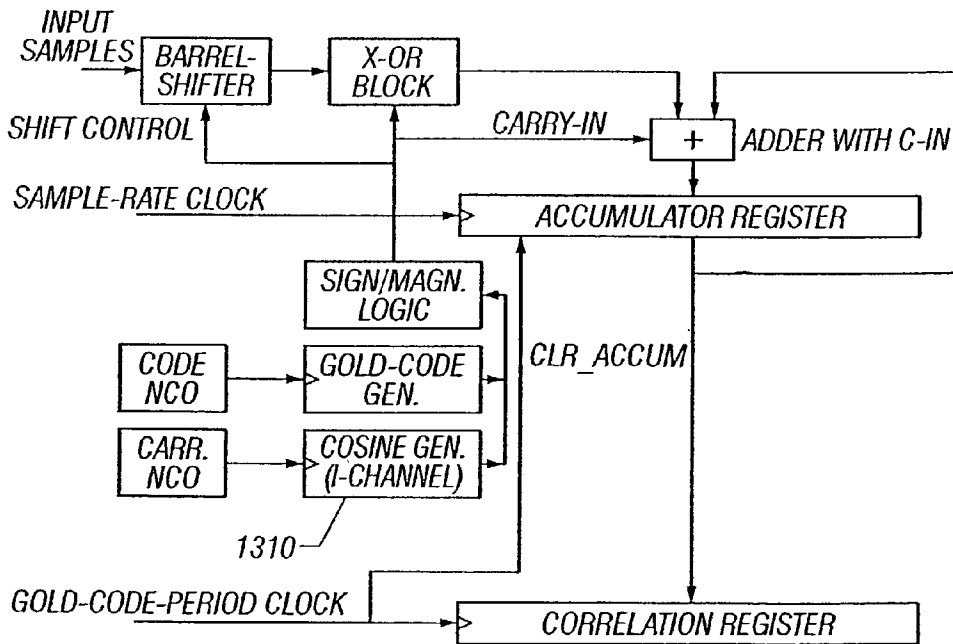 INPUT
SAMPLES
BARREL-
SHIFTER
X-OR
BLOCK
SHIFT CONTROL
CARRY-IN
+
ADDER WITH C-IN
SAMPLE-RATE CLOCK
ACCUMULATOR REGISTER
SIGN/MAGN.
LOGIC
CLR_ACCUM
CODE
NCO
GOLD-CODE
GEN.
CARR.
NCO
COSINE GEN.
(I-CHANNEL)
1310
GOLD-CODE-PERIOD CLOCK
CORRELATION REGISTER